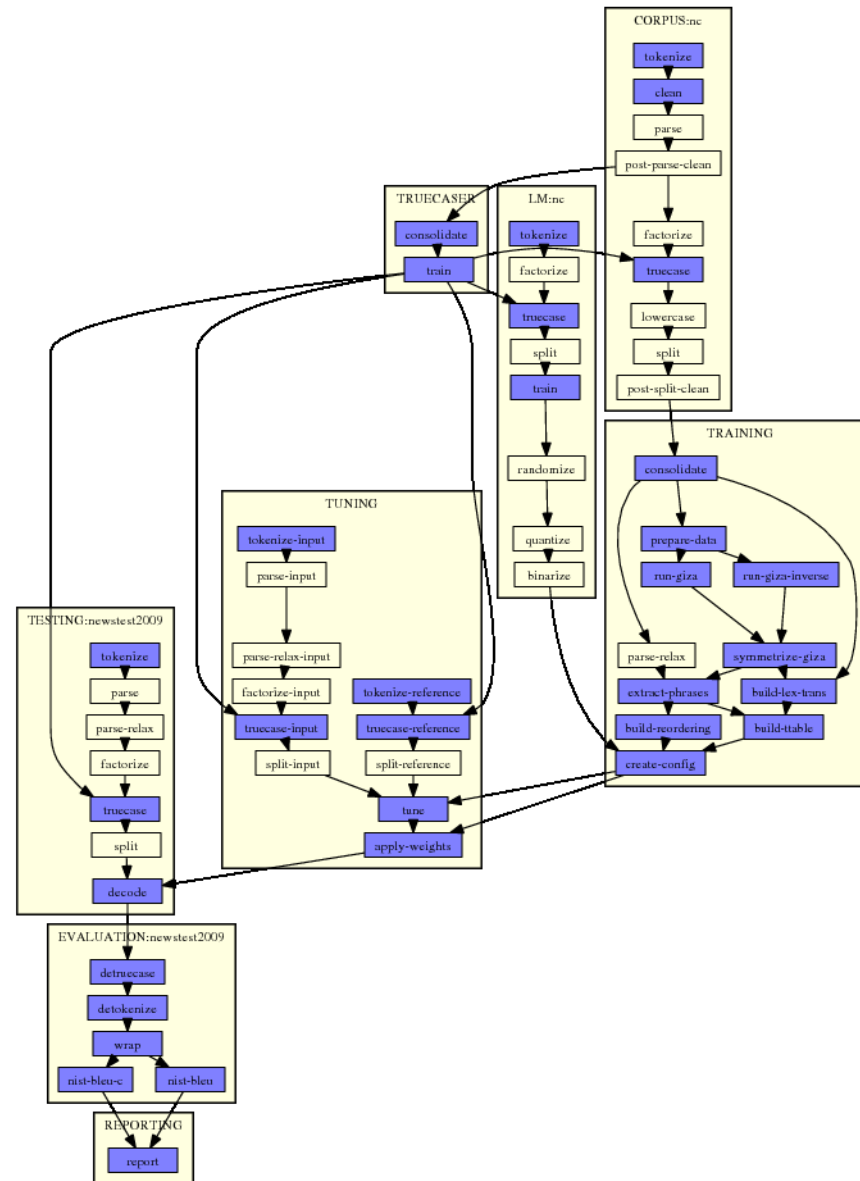 CORPUS:nc
tokenize
clean
parse
post-parse-clean
factorize
truecase
lowercase
split
post-split-clean
TRUECASER
consolidate
train
LM:nc
tokenize
factorize
truecase
split
train
randomize
quantize
binarize
TRAINING
consolidate
prepare-data
run-giza
run-giza-inverse
parse-relax
symmetrize-giza
extract-phrases
build-lex-trans
build-reordering
build-ttable
create-config
TUNING
tokenize-input
parse-input
parse-relax-input
factorize-input
tokenize-reference
truecase-input
truecase-reference
split-input
split-reference
tune
apply-weights
TESTING:newstest2009
tokenize
parse
parse-relax
factorize
truecase
split
decode
EVALUATION:newstest2009
detruecase
detokenize
wrap
nist-bleu-c
nist-bleu
REPORTING
report